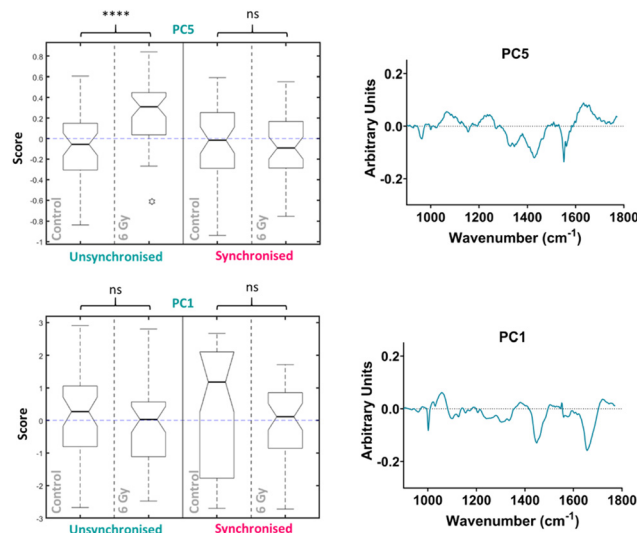 **** ns
PC5
0.8
0.6
0.4
0.2
0
-0.2
-0.4
-0.6
-0.8
-1
Score
Control
6 Gy
Control
6 Gy
Unsynchronised Synchronised
PC5
0.2
0.0
-0.2
Arbitrary Units
1000 1200 1400 1600 1800
Wavenumber (cm⁻¹)
ns ns
PC1
3
2
1
0
-1
-2
-3
Score
Control
6 Gy
Control
6 Gy
Unsynchronised Synchronised
PC1
0.2
0.0
-0.2
Arbitrary Units
1000 1200 1400 1600 1800
Wavenumber (cm⁻¹)